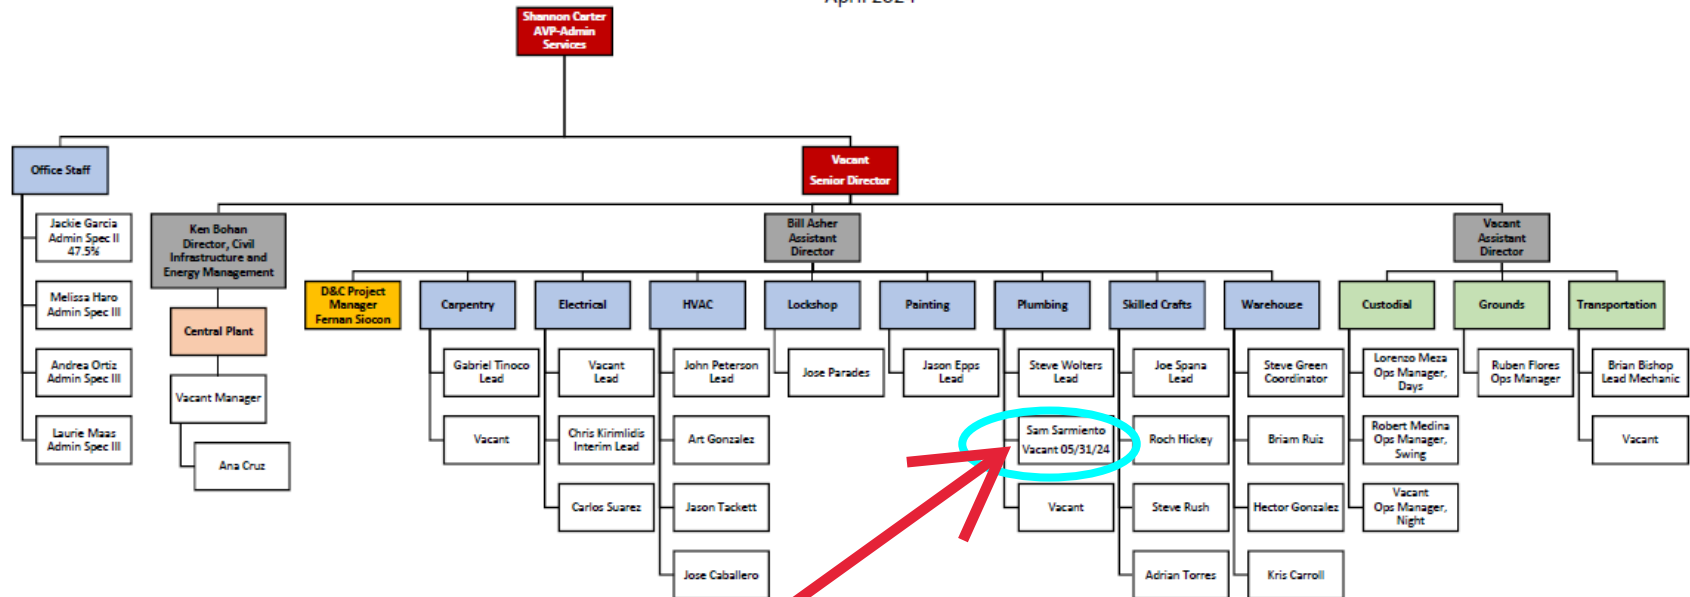 April 2024
Shannon Carter
AVP-Admin
Services
Office Staff
Vacant
Senior Director
Jackie Garcia
Admin Spec II
47.5%
Melissa Haro
Admin Spec III
Andrea Ortiz
Admin Spec III
Laurie Maas
Admin Spec III
Ken Bohan
Director, Civil
Infrastructure and
Energy Management
Central Plant
Vacant Manager
Ana Cruz
Bill Asher
Assistant
Director
D&C Project
Manager
Fernan Siocon
Carpentry
Gabriel Tinoco
Lead
Vacant
Electrical
Vacant
Lead
Chris Kirimlidis
Interim Lead
Carlos Suarez
HVAC
John Peterson
Lead
Art Gonzalez
Jason Tackett
Jose Caballero
Lockshop
Jose Parades
Painting
Jason Epps
Lead
Plumbing
Steve Wolters
Lead
Sam Sarmiento
Vacant 05/31/24
Vacant
Skilled Crafts
Joe Spana
Lead
Roch Hickey
Steve Rush
Adrian Torres
Warehouse
Steve Green
Coordinator
Briam Ruiz
Hector Gonzalez
Kris Carroll
Vacant
Assistant
Director
Custodial
Lorenzo Meza
Ops Manager,
Days
Robert Medina
Ops Manager,
Swing
Vacant
Ops Manager,
Night
Grounds
Ruben Flores
Ops Manager
Transportation
Brian Bishop
Lead Mechanic
Vacant